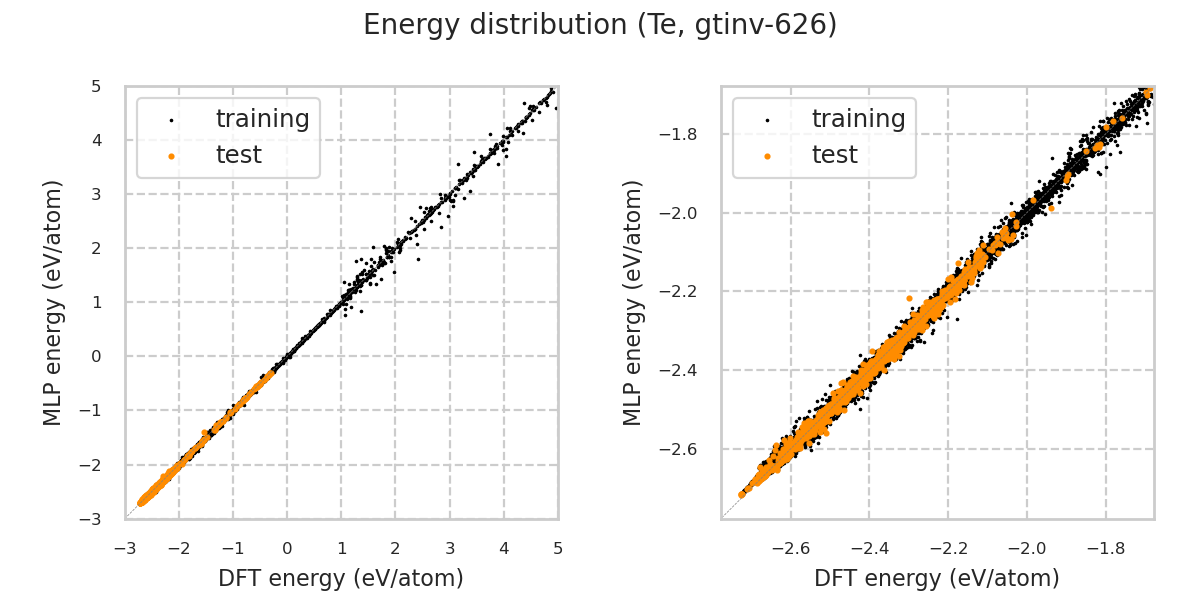 Energy distribution (Te, gtinv-626)
training
test
MLP energy (eV/atom)
5
4
3
2
1
0
−1
−2
−3
−3 −2 −1 0 1 2 3 4 5
DFT energy (eV/atom)
training
test
MLP energy (eV/atom)
−1.8
−2.0
−2.2
−2.4
−2.6
−2.6 −2.4 −2.2 −2.0 −1.8
DFT energy (eV/atom)